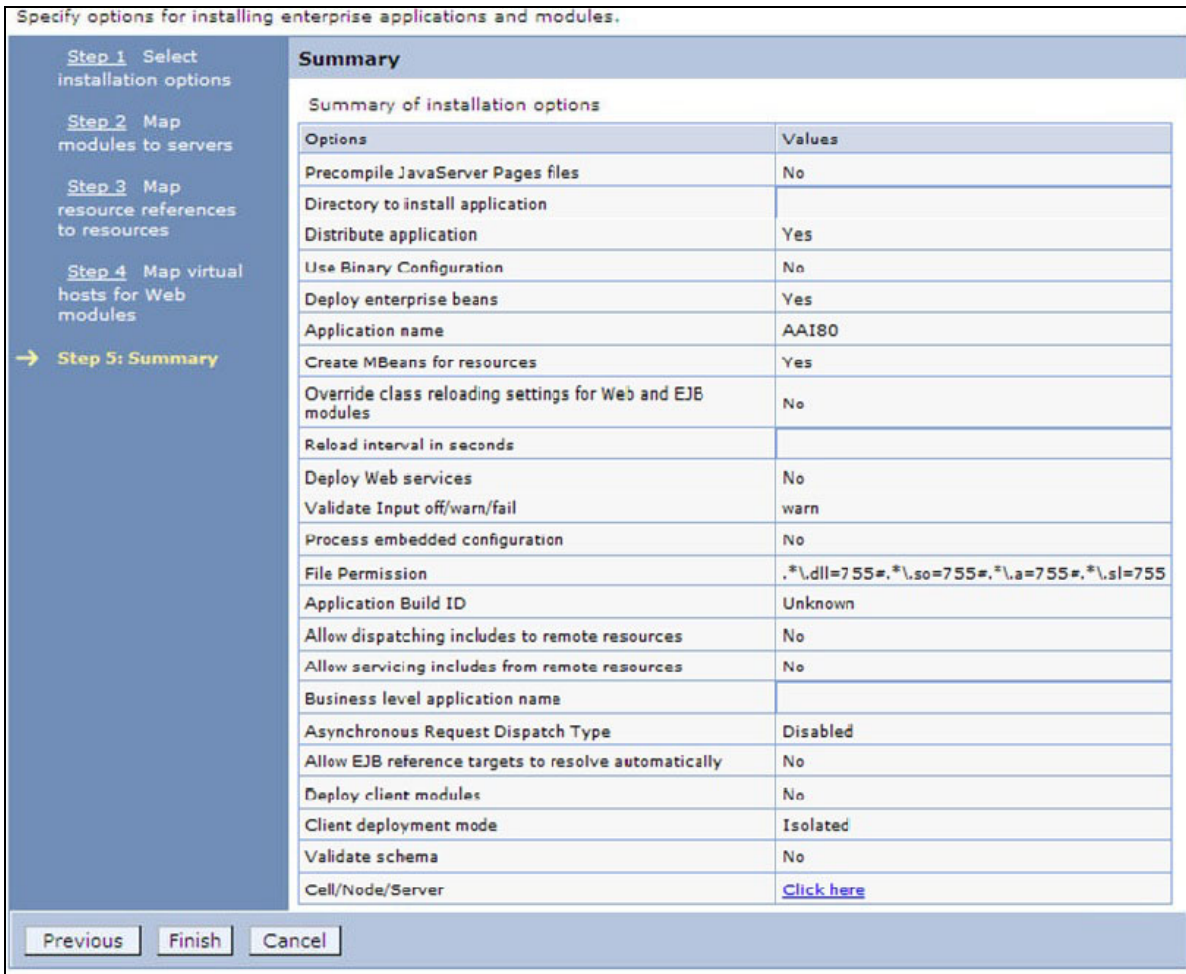 Specify options for installing enterprise applications and modules.
Step 1 Select
installation options
Step 2 Map
modules to servers
Step 3 Map
resource references
to resources
Step 4 Map virtual
hosts for Web
modules
Step 5: Summary
Summary
Summary of installation options
Options Values
Precompile JavaServer Pages files No
Directory to install application
Distribute application Yes
Use Binary Configuration No
Deploy enterprise beans Yes
Application name AAI80
Create MBeans for resources Yes
Override class reloading settings for Web and EJB
modules No
Reload interval in seconds
Deploy Web services No
Validate Input off/warn/fail warn
Process embedded configuration No
File Permission .*\.dll=755#.*\.so=755#.*\.a=755#.*\.sl=755
Application Build ID Unknown
Allow dispatching includes to remote resources No
Allow servicing includes from remote resources No
Business level application name
Asynchronous Request Dispatch Type Disabled
Allow EJB reference targets to resolve automatically No
Deploy client modules No
Client deployment mode Isolated
Validate schema No
Cell/Node/Server Click here
Previous Finish Cancel